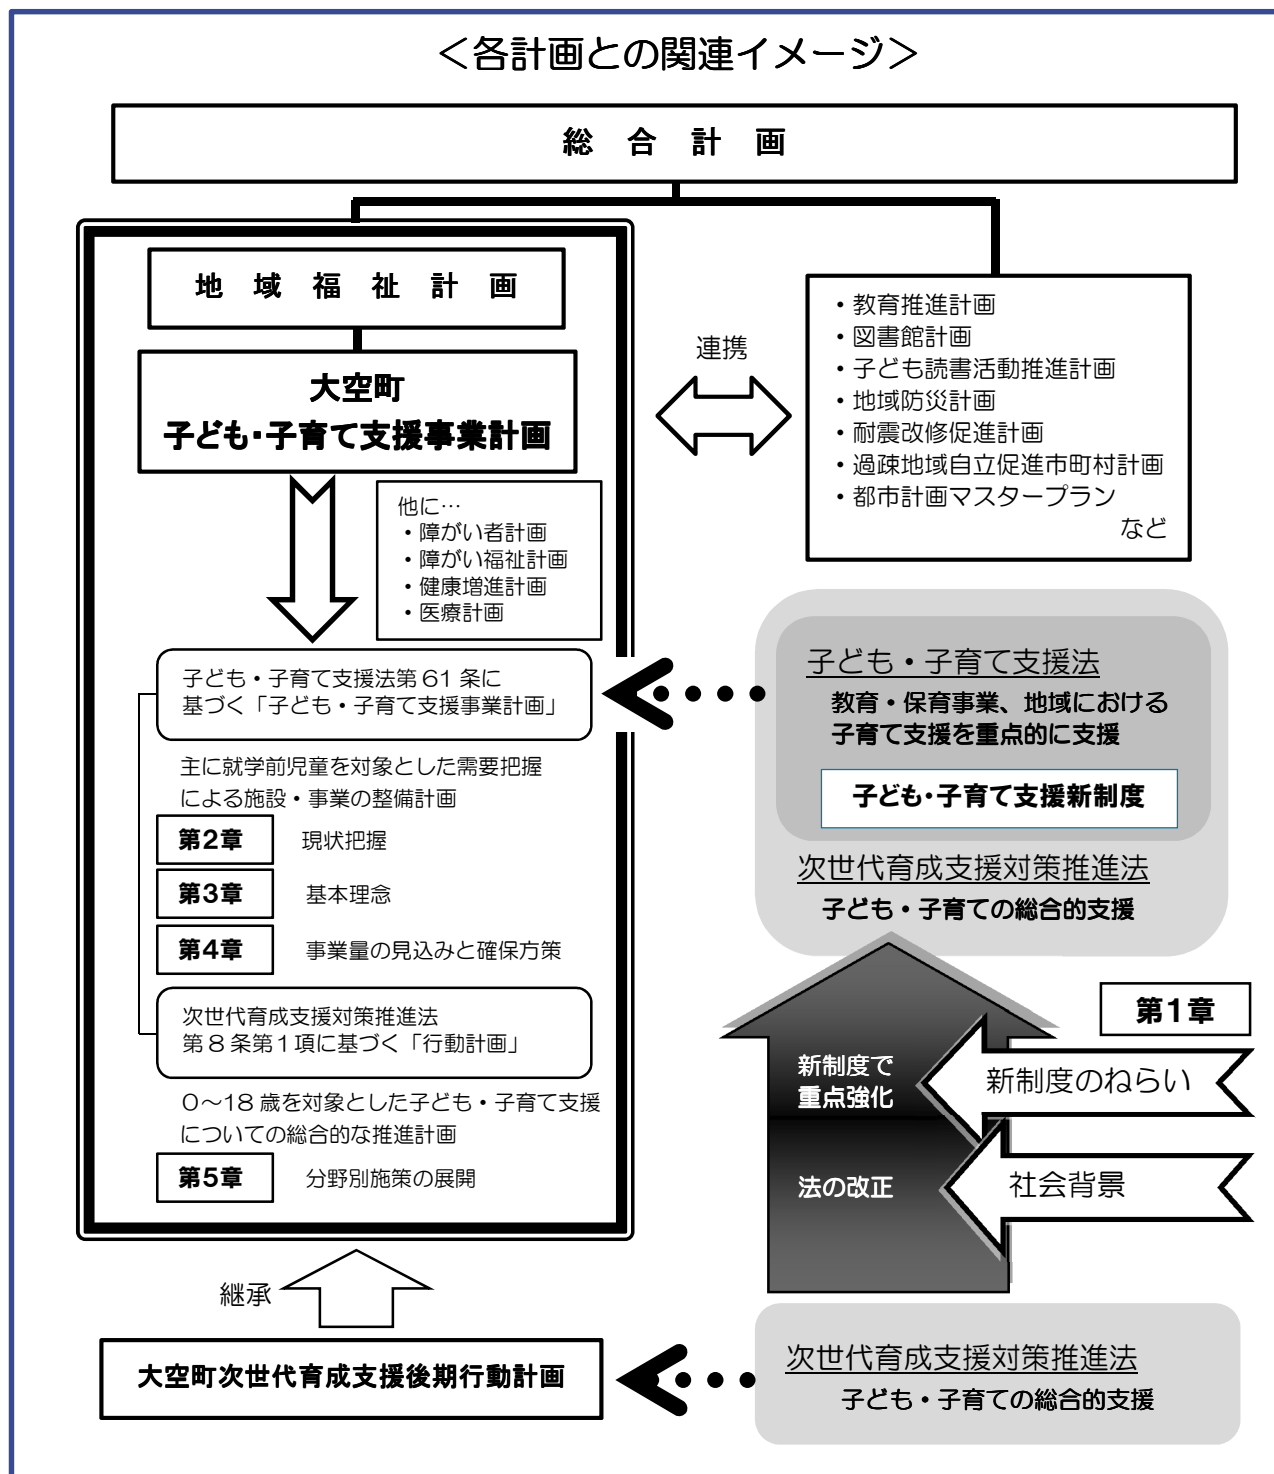 ＜各計画との関連イメージ＞
総　合　計　画
地　域　福　祉　計　画
大空町
子ども・子育て支援事業計画
他に…
・障がい者計画
・障がい福祉計画
・健康増進計画
・医療計画
連携
・教育推進計画
・図書館計画
・子ども読書活動推進計画
・地域防災計画
・耐震改修促進計画
・過疎地域自立促進市町村計画
・都市計画マスタープラン
など
子ども・子育て支援法第61条に
基づく「子ども・子育て支援事業計画」
主に就学前児童を対象とした需要把握
による施設・事業の整備計画
第2章　現状把握
第3章　基本理念
第4章　事業量の見込みと確保方策
次世代育成支援対策推進法
第8条第1項に基づく「行動計画」
0～18歳を対象とした子ども・子育て支援
についての総合的な推進計画
第5章　分野別施策の展開
子ども・子育て支援法
教育・保育事業、地域における
子育て支援を重点的に支援
子ども・子育て支援新制度
次世代育成支援対策推進法
子ども・子育ての総合的支援
第1章
新制度で
重点強化
新制度のねらい
法の改正
社会背景
継承
大空町次世代育成支援後期行動計画
次世代育成支援対策推進法
子ども・子育ての総合的支援